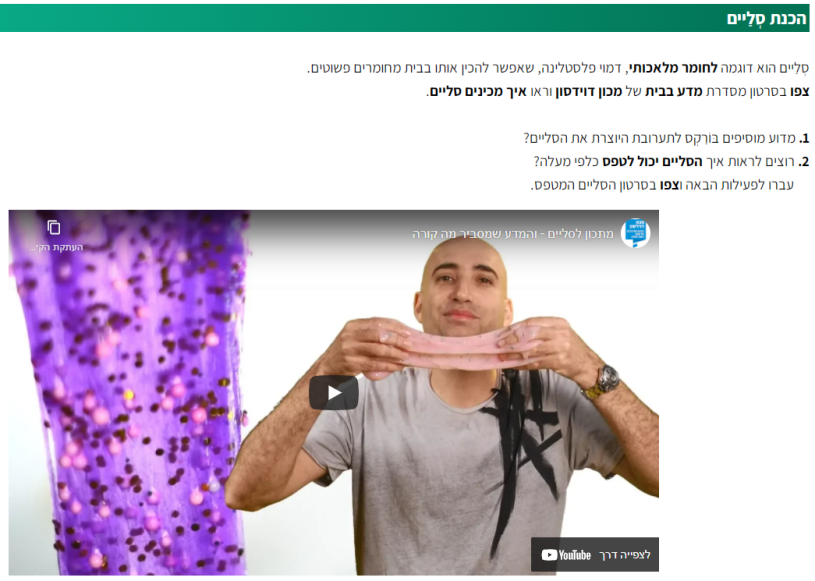 הכנת סְלַיים
סְלַיים הוא דוגמה לחומר מלאכותי, דמוי פלסטלינה, שאפשר להכין אותו בבית מחומרים פשוטים.
צפו בסרטון מסדרת מדע בבית של מכון דוידסון וראו איך מכינים סליים.
1. מדוע מוסיפים בּוֹרַקס לתערובת היוצרת את הסליים?
2. רוצים לראות איך הסליים יכול לטפס כלפי מעלה?
עברו לפעילות הבאה וצפו בסרטון הסליים המטפס.
מתכון לסליים - והמדע שמסביר מה קורה
העתקת הקי...
לצפייה דרך YouTube